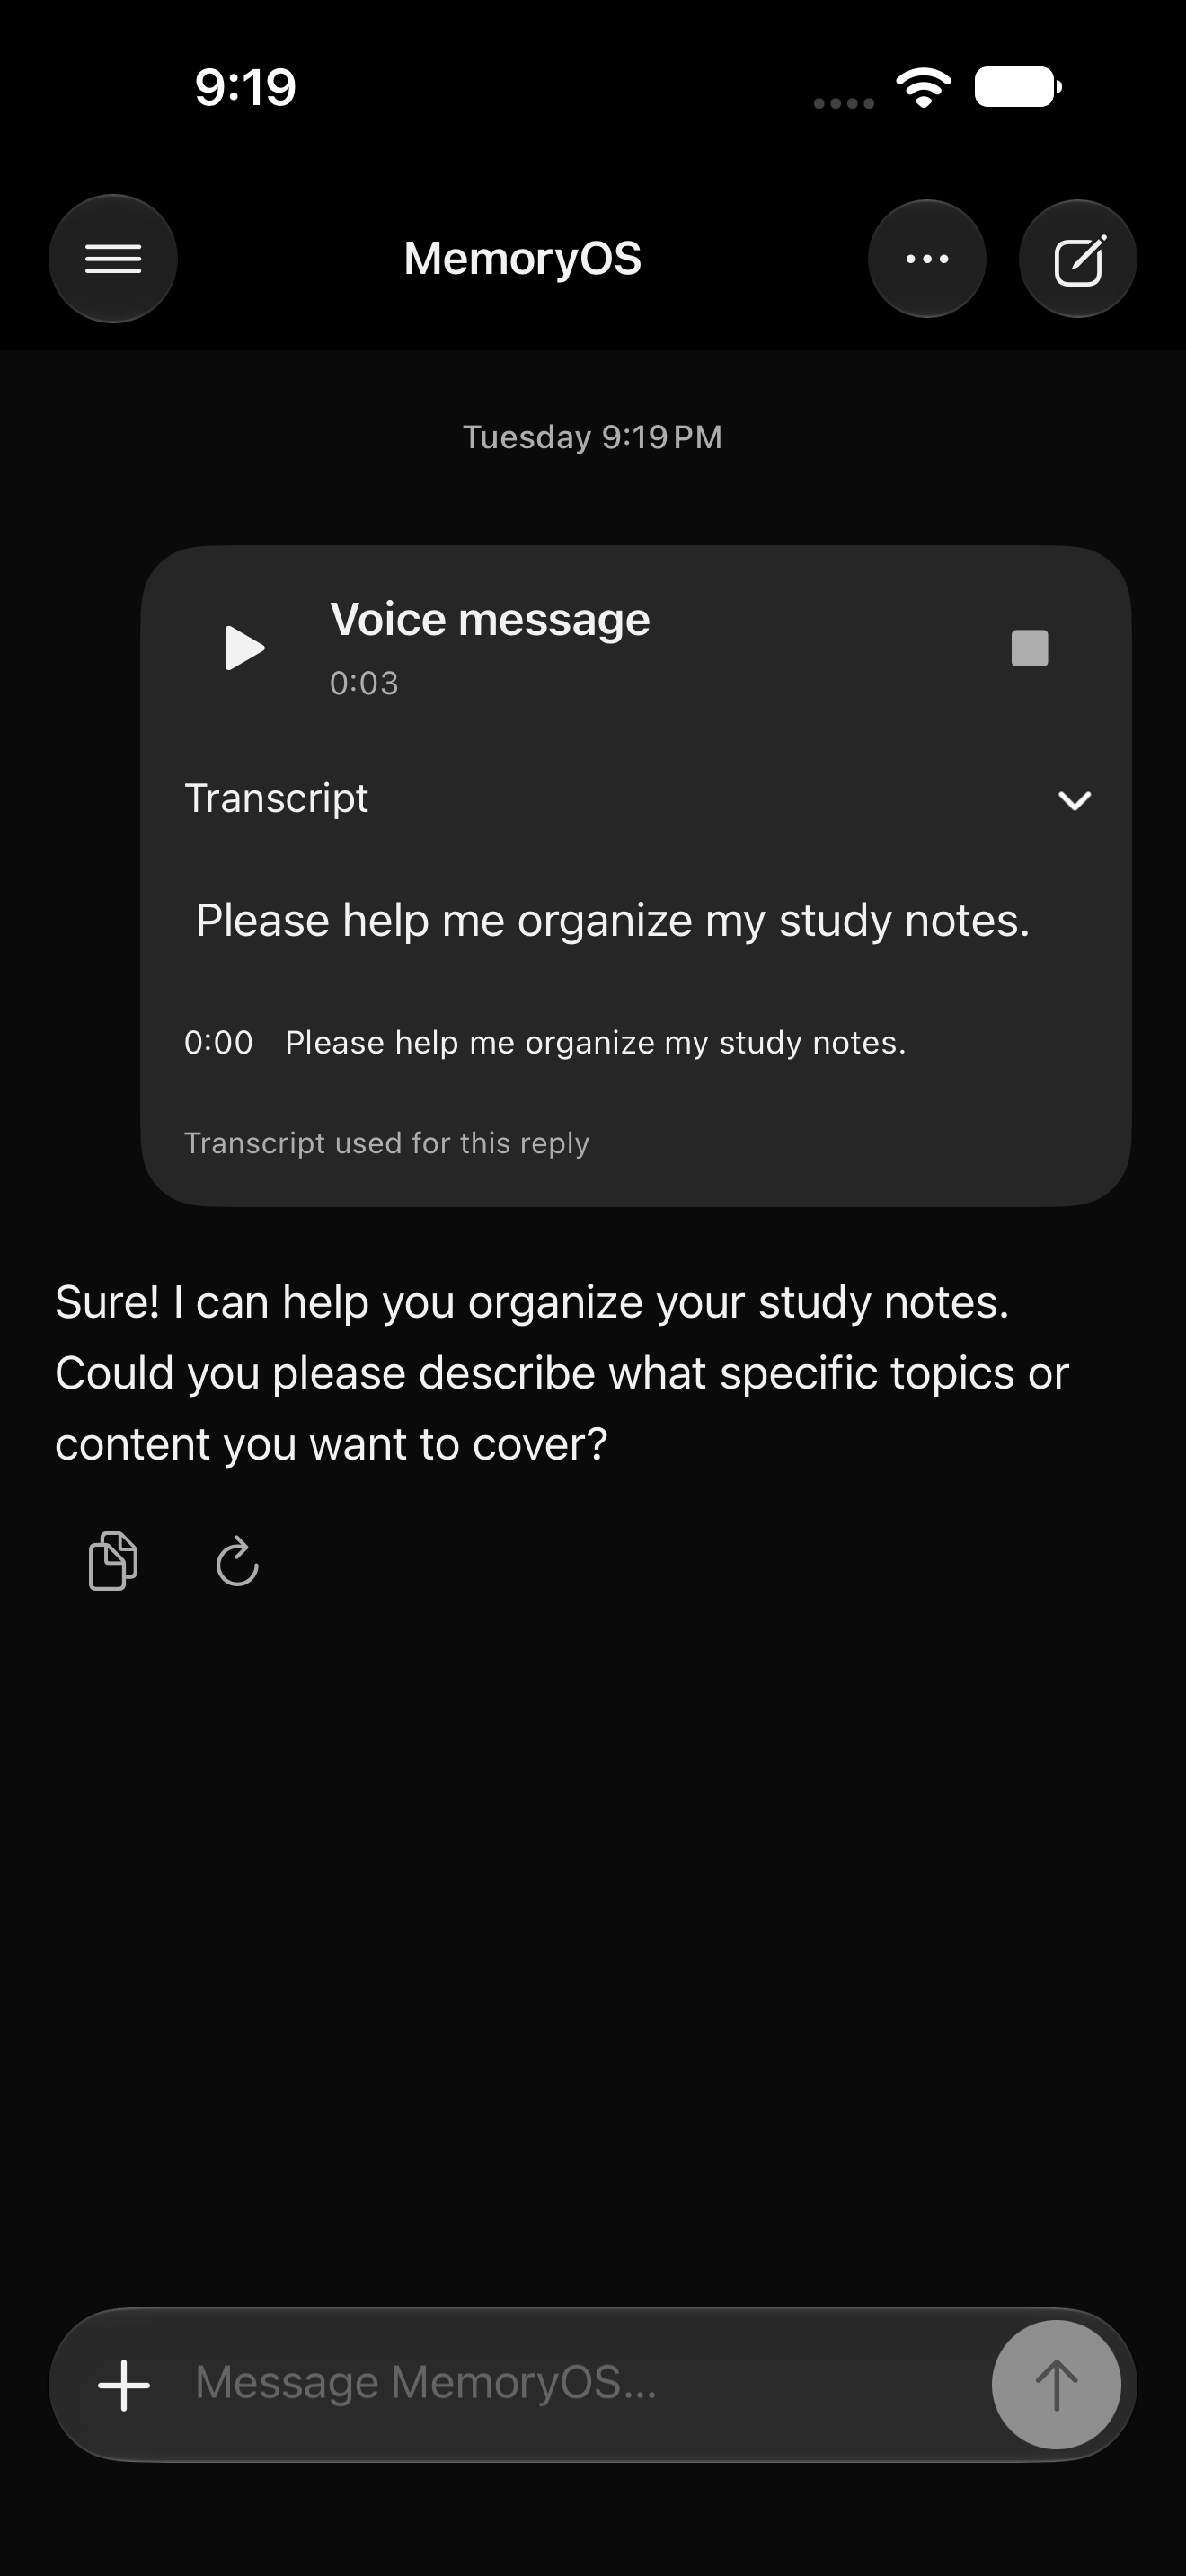 9:19
MemoryOS
Tuesday 9:19 PM
Voice message
0:03
Transcript
Please help me organize my study notes.
0:00 Please help me organize my study notes.
Transcript used for this reply
Sure! I can help you organize your study notes.
Could you please describe what specific topics or
content you want to cover?
Message MemoryOS...